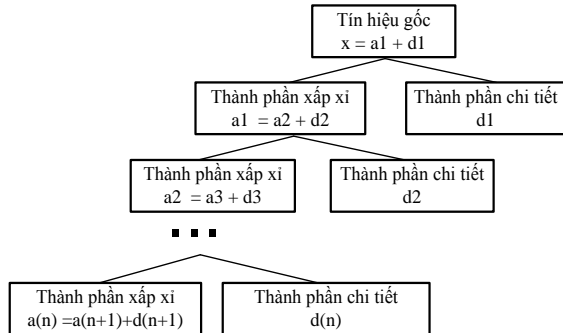 Tín hiệu gốc
x = a1 + d1
Thành phần xấp xỉ
a1 = a2 + d2
Thành phần chi tiết
d1
Thành phần xấp xỉ
a2 = a3 + d3
Thành phần chi tiết
d2
Thành phần xấp xỉ
a(n) =a(n+1)+d(n+1)
Thành phần chi tiết
d(n)